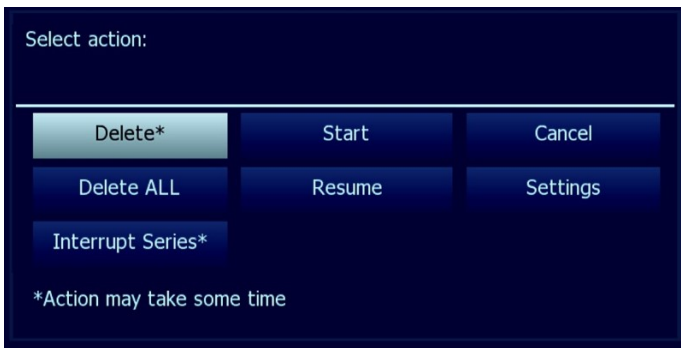 Select action:
Delete* Start Cancel
Delete ALL Resume Settings
Interrupt Series*
*Action may take some time